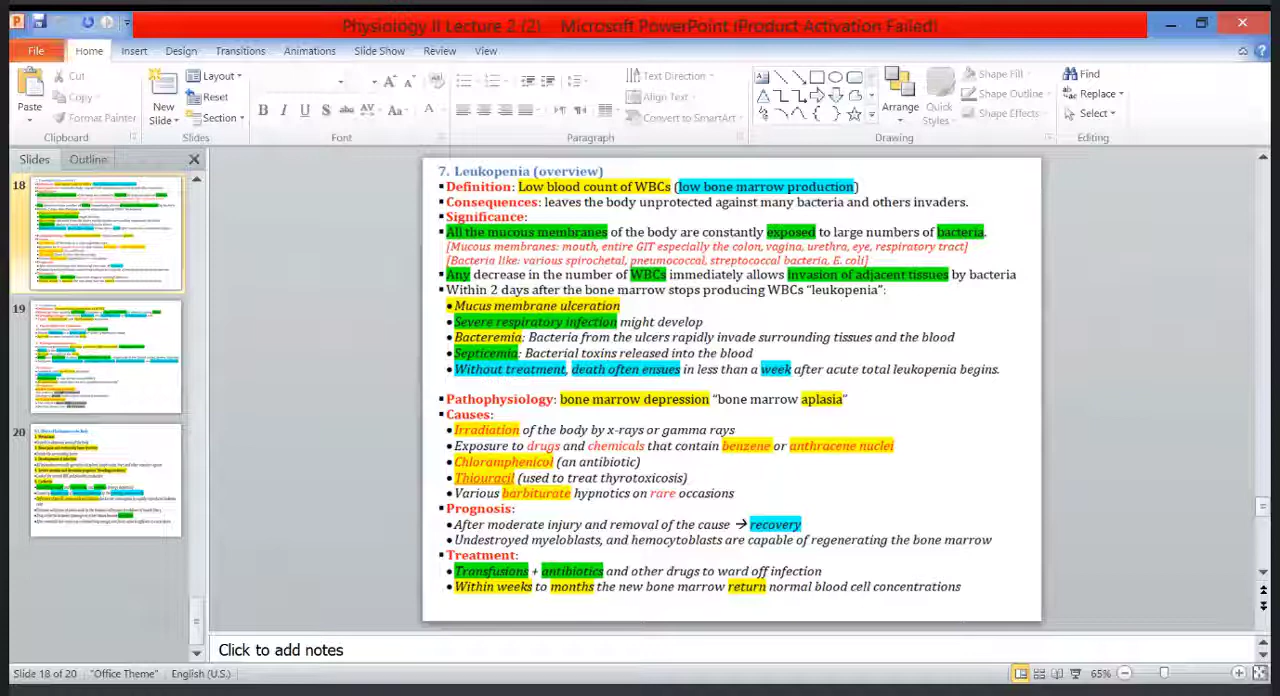 Physiology II Lecture 2 (2) Microsoft PowerPoint (Product Activation Failed)
File Home Insert Design Transitions Animations Slide Show Review View
Paste
Cut
Copy
Format Painter
Clipboard
New Slide
Layout
Reset
Section
Slides
B I U S abc AV Aa A
Font
Text Direction
Align Text
Convert to SmartArt
Paragraph
Arrange
Quick Styles
Shape Fill
Shape Outline
Shape Effects
Drawing
Find
Replace
Select
Editing
Slides Outline
18
19
20
7. Leukopenia (overview)
Definition: Low blood count of WBCs (low bone marrow production)
Consequences: leaves the body unprotected against many bacteria and others invaders.
Significance:
All the mucous membranes of the body are constantly exposed to large numbers of bacteria.
[Mucous membranes: mouth, entire GIT especially the colon, vagina, urethra, eye, respiratory tract]
[Bacteria like: various spirochetal, pneumococcal, streptococcal bacteria, E. coli]
Any decrease in the number of WBCs immediately allows invasion of adjacent tissues by bacteria
Within 2 days after the bone marrow stops producing WBCs “leukopenia”:
• Mucus membrane ulceration
• Severe respiratory infection might develop
• Bacteremia: Bacteria from the ulcers rapidly invade surrounding tissues and the blood
• Septicemia: Bacterial toxins released into the blood
• Without treatment, death often ensues in less than a week after acute total leukopenia begins.
Pathophysiology: bone marrow depression “bone marrow aplasia”
Causes:
• Irradiation of the body by x-rays or gamma rays
• Exposure to drugs and chemicals that contain benzene or anthracene nuclei
• Chloramphenicol (an antibiotic)
• Thiouracil (used to treat thyrotoxicosis)
• Various barbiturate hypnotics on rare occasions
Prognosis:
• After moderate injury and removal of the cause → recovery
• Undestroyed myeloblasts, and hemocytoblasts are capable of regenerating the bone marrow
Treatment:
• Transfusions + antibiotics and other drugs to ward off infection
• Within weeks to months the new bone marrow return normal blood cell concentrations
Click to add notes
Slide 18 of 20 "Office Theme" English (U.S.) 65%